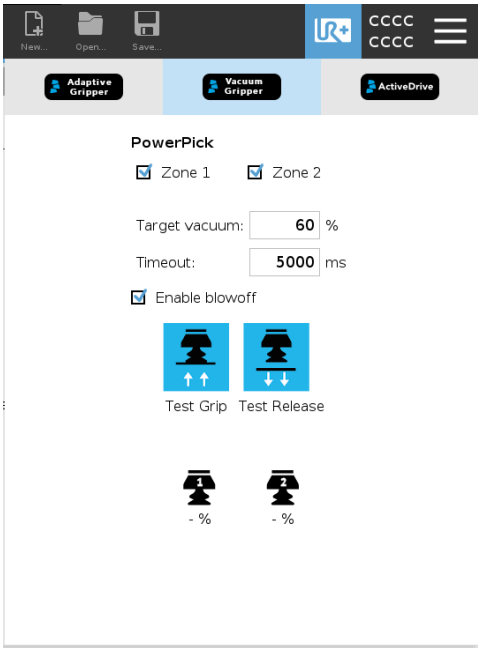 New... Open... Save... UR+ CCCC
CCCC
Adaptive Gripper Vacuum Gripper ActiveDrive
PowerPick
Zone 1 Zone 2
Target vacuum: 60 %
Timeout: 5000 ms
Enable blowoff
Test Grip Test Release
1 2
- % - %